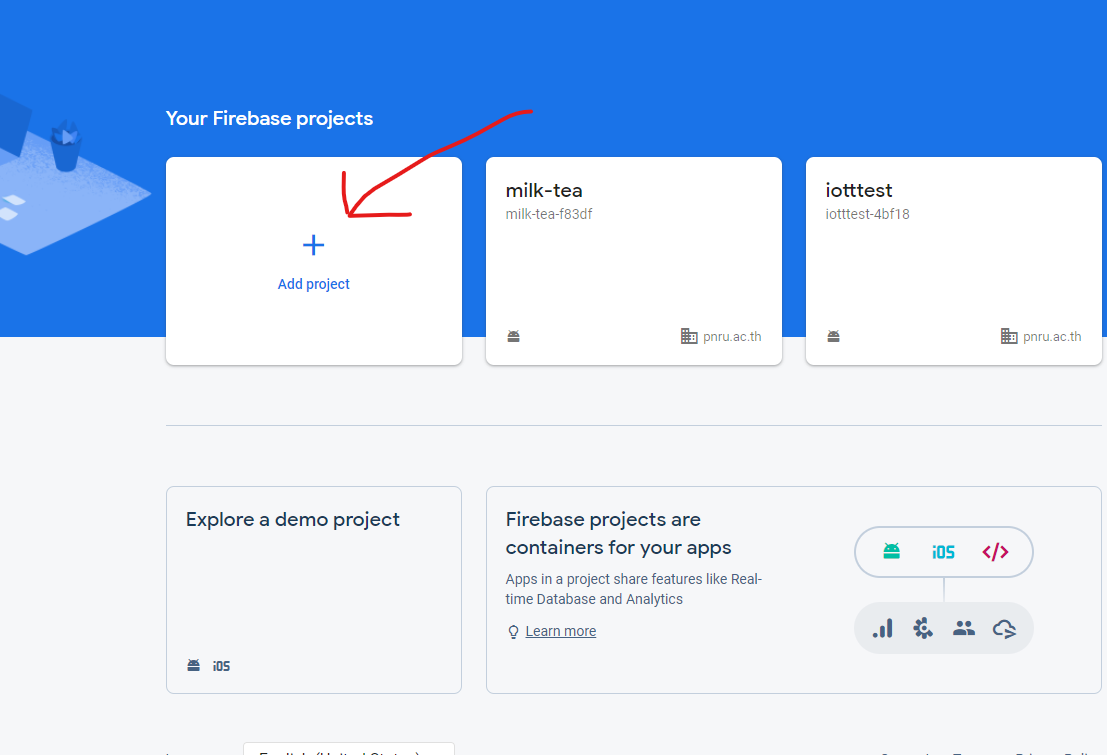 Your Firebase projects
Add project
milk-tea
milk-tea-f83df
pnru.ac.th
iotttest
iotttest-4bf18
pnru.ac.th
Explore a demo project
iOS
Firebase projects are
containers for your apps
Apps in a project share features like Real-
time Database and Analytics
Learn more
iOS